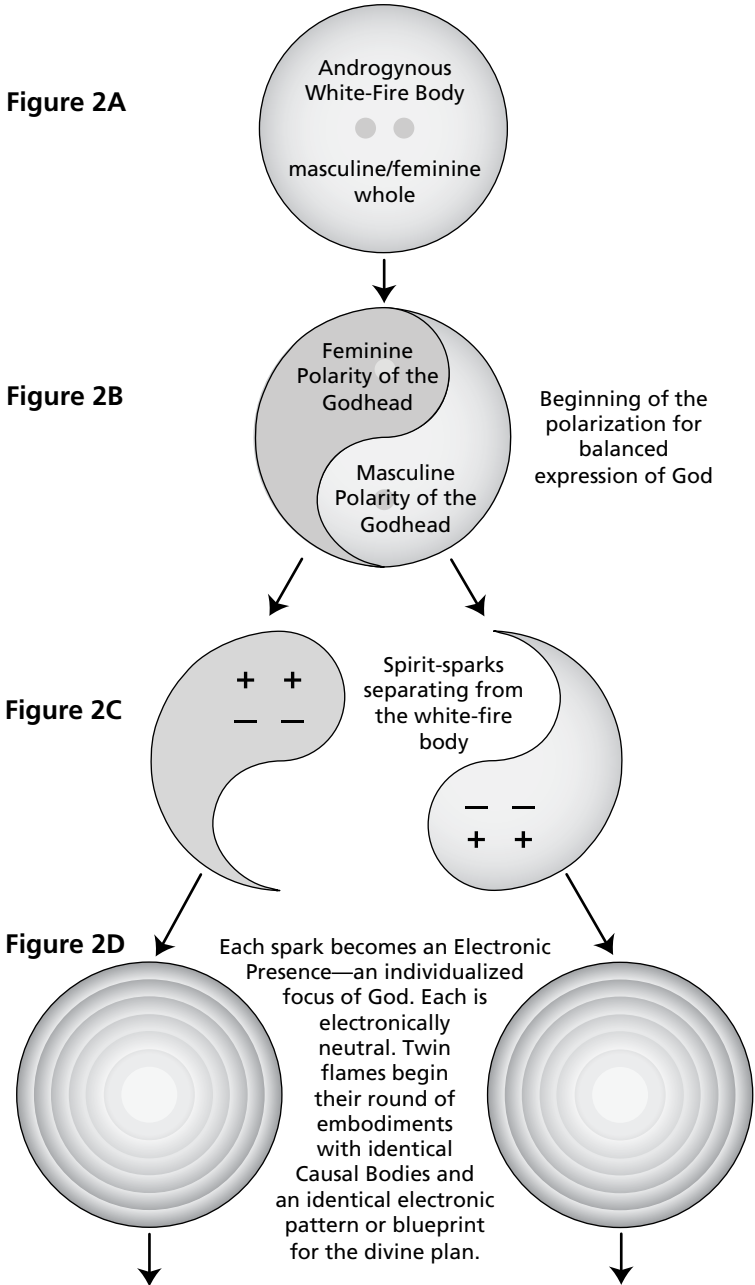 Figure 2A
Androgynous
White-Fire Body
masculine/feminine
whole
Figure 2B
Feminine
Polarity of the
Godhead
Masculine
Polarity of the
Godhead
Beginning of the
polarization for
balanced
expression of God
Figure 2C
+ +
— —
Spirit-sparks
separating from
the white-fire
body
— —
+ +
Figure 2D
Each spark becomes an Electronic
Presence—an individualized
focus of God. Each is
electronically
neutral. Twin
flames begin
their round of
embodiments
with identical
Causal Bodies and
an identical electronic
pattern or blueprint
for the divine plan.